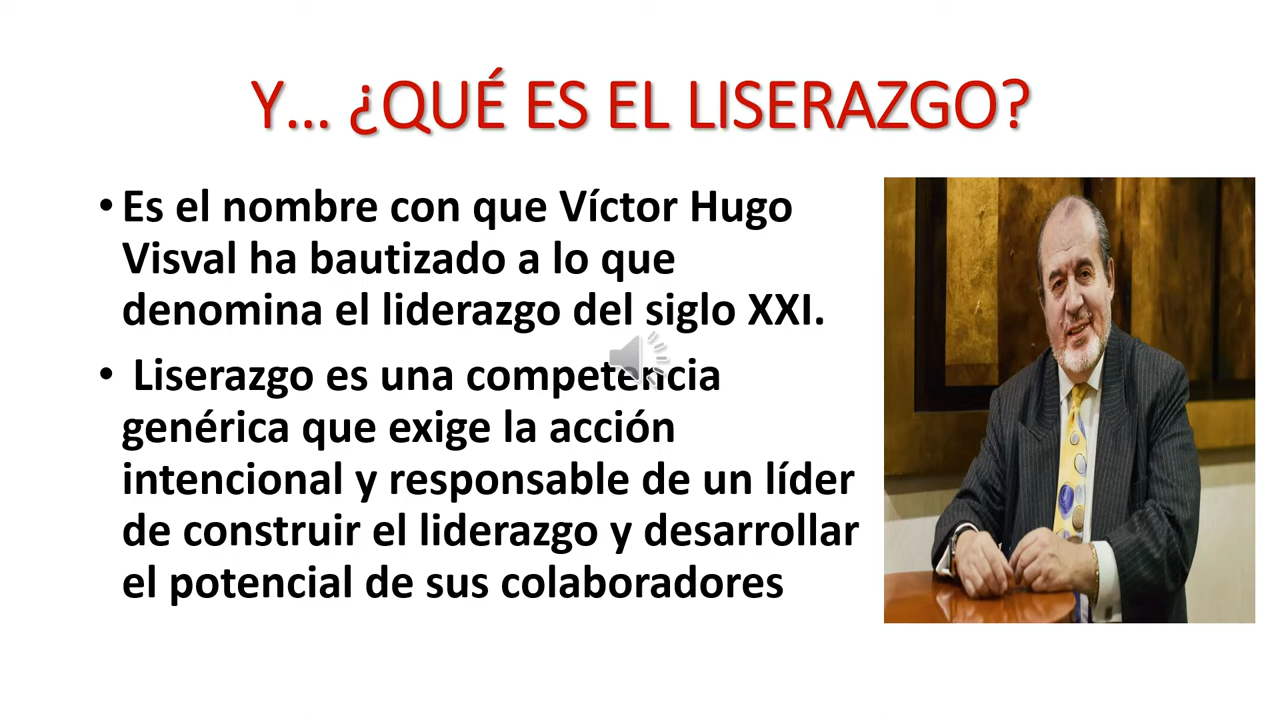 Y... ¿QUÉ ES EL LISERAZGO?
• Es el nombre con que Víctor Hugo
Visval ha bautizado a lo que
denomina el liderazgo del siglo XXI.
• Liserazgo es una competencia
genérica que exige la acción
intencional y responsable de un líder
de construir el liderazgo y desarrollar
el potencial de sus colaboradores